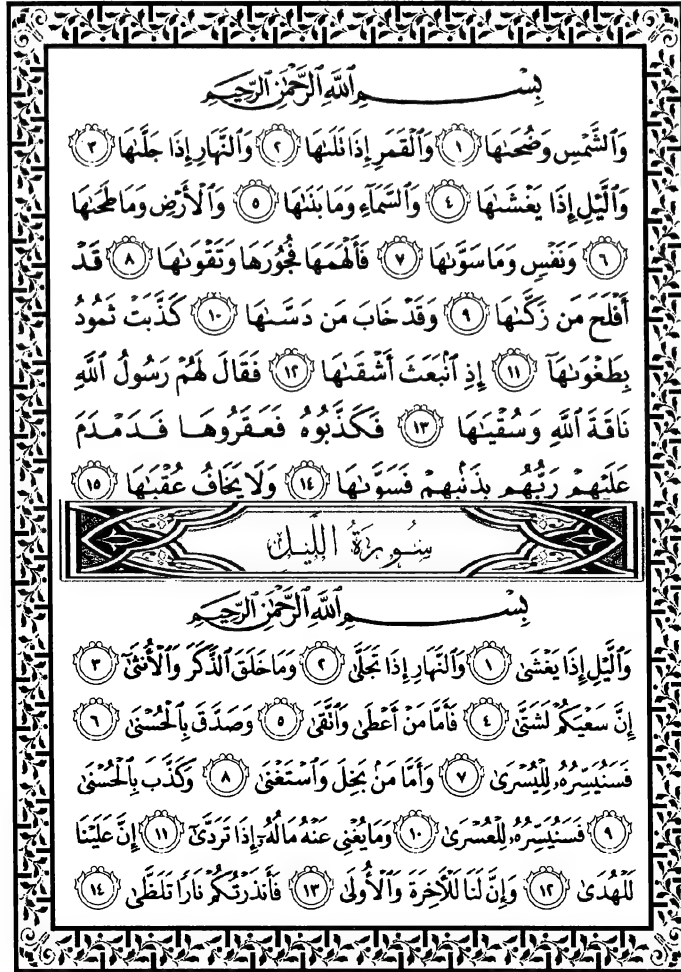 بِسْمِ ٱللَّهِ ٱلرَّحْمَٰنِ ٱلرَّحِيمِ
وَٱلشَّمْسِ وَضُحَىٰهَا ١ وَٱلْقَمَرِ إِذَا تَلَىٰهَا ٢ وَٱلنَّهَارِ إِذَا جَلَّىٰهَا ٣
وَٱلَّيْلِ إِذَا يَغْشَىٰهَا ٤ وَٱلسَّمَآءِ وَمَا بَنَىٰهَا ٥ وَٱلْأَرْضِ وَمَا طَحَىٰهَا
٦ وَنَفْسٍ وَمَا سَوَّىٰهَا ٧ فَأَلْهَمَهَا فُجُورَهَا وَتَقْوَىٰهَا ٨ قَدْ
أَفْلَحَ مَن زَكَّىٰهَا ٩ وَقَدْ خَابَ مَن دَسَّىٰهَا ١٠ كَذَّبَتْ ثَمُودُ
بِطَغْوَىٰهَآ ١١ إِذِ ٱنۢبَعَثَ أَشْقَىٰهَا ١٢ فَقَالَ لَهُمْ رَسُولُ ٱللَّهِ
نَاقَةَ ٱللَّهِ وَسُقْيَٰهَا ١٣ فَكَذَّبُوهُ فَعَقَرُوهَا فَدَمْدَمَ
عَلَيْهِمْ رَبُّهُم بِذَنۢبِهِمْ فَسَوَّىٰهَا ١٤ وَلَا يَخَافُ عُقْبَٰهَا ١٥
سُورَةُ اللَّيْلِ
بِسْمِ ٱللَّهِ ٱلرَّحْمَٰنِ ٱلرَّحِيمِ
وَٱلَّيْلِ إِذَا يَغْشَىٰ ١ وَٱلنَّهَارِ إِذَا تَجَلَّىٰ ٢ وَمَا خَلَقَ ٱلذَّكَرَ وَٱلْأُنثَىٰٓ ٣
إِنَّ سَعْيَكُمْ لَشَتَّىٰ ٤ فَأَمَّا مَنْ أَعْطَىٰ وَٱتَّقَىٰ ٥ وَصَدَّقَ بِٱلْحُسْنَىٰ ٦
فَسَنُيَسِّرُهُۥ لِلْيُسْرَىٰ ٧ وَأَمَّا مَنۢ بَخِلَ وَٱسْتَغْنَىٰ ٨ وَكَذَّبَ بِٱلْحُسْنَىٰ
٩ فَسَنُيَسِّرُهُۥ لِلْعُسْرَىٰ ١٠ وَمَا يُغْنِى عَنْهُ مَالُهُۥٓ إِذَا تَرَدَّىٰٓ ١١ إِنَّ عَلَيْنَا
لَلْهُدَىٰ ١٢ وَإِنَّ لَنَا لَلْءَاخِرَةَ وَٱلْأُولَىٰ ١٣ فَأَنذَرْتُكُمْ نَارًا تَلَظَّىٰ ١٤